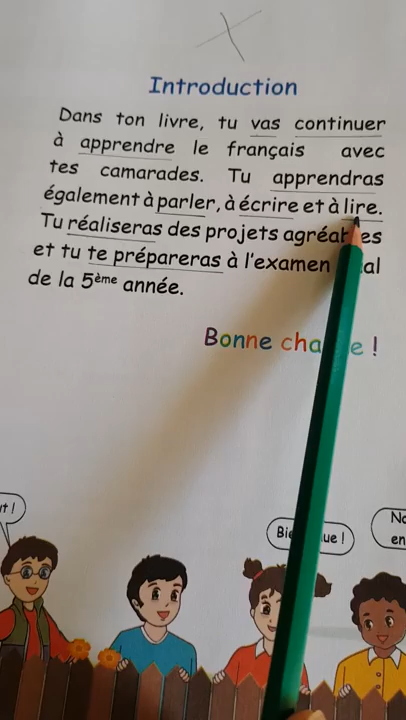 Introduction
Dans ton livre, tu vas continuer
à apprendre le français avec
tes camarades. Tu apprendras
également à parler, à écrire et à lire.
Tu réaliseras des projets agréables
et tu te prépareras à l'examen
de la 5ème année.
Bonne !